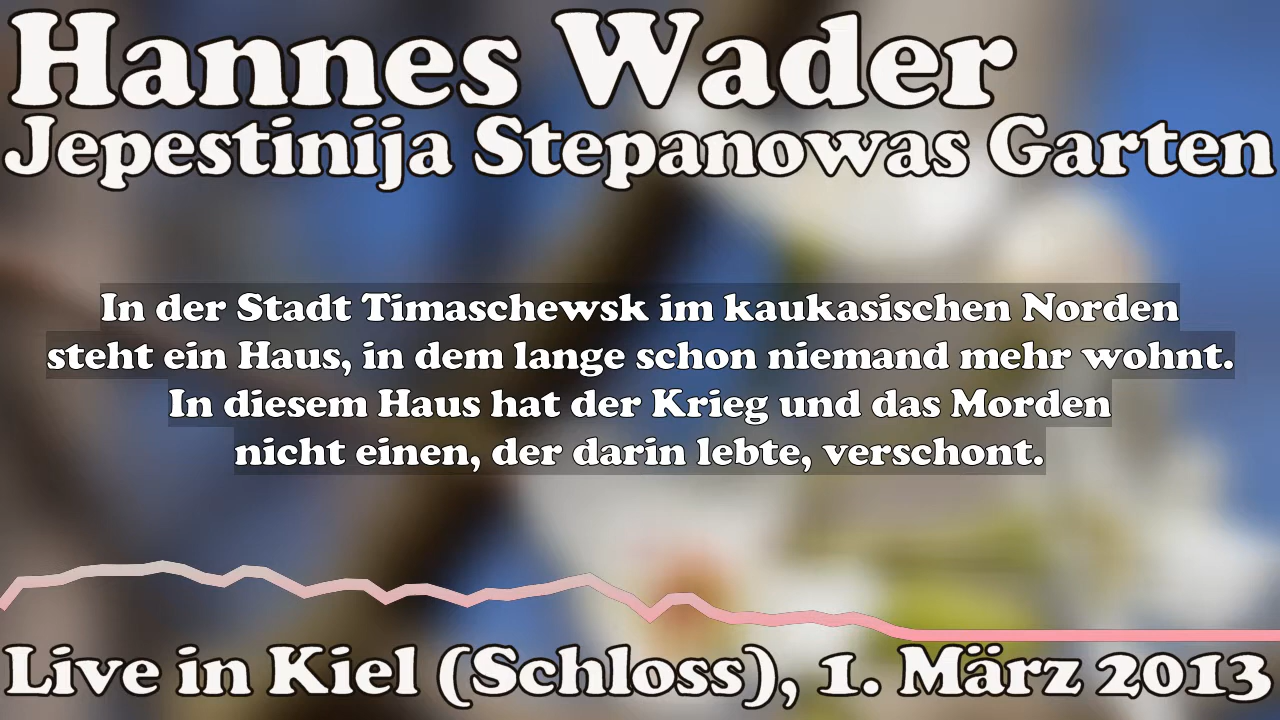 Hannes Wader
Jepestinija Stepanowas Garten
In der Stadt Timaschewsk im kaukasischen Norden
steht ein Haus, in dem lange schon niemand mehr wohnt.
In diesem Haus hat der Krieg und das Morden
nicht einen, der darin lebte, verschont.
Live in Kiel (Schloss), 1. März 2013